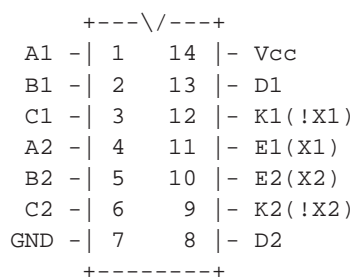 +---\/---+
A1 -| 1 14 |- Vcc
B1 -| 2 13 |- D1
C1 -| 3 12 |- K1(!X1)
A2 -| 4 11 |- E1(X1)
B2 -| 5 10 |- E2(X2)
C2 -| 6 9 |- K2(!X2)
GND -| 7 8 |- D2
+--------+